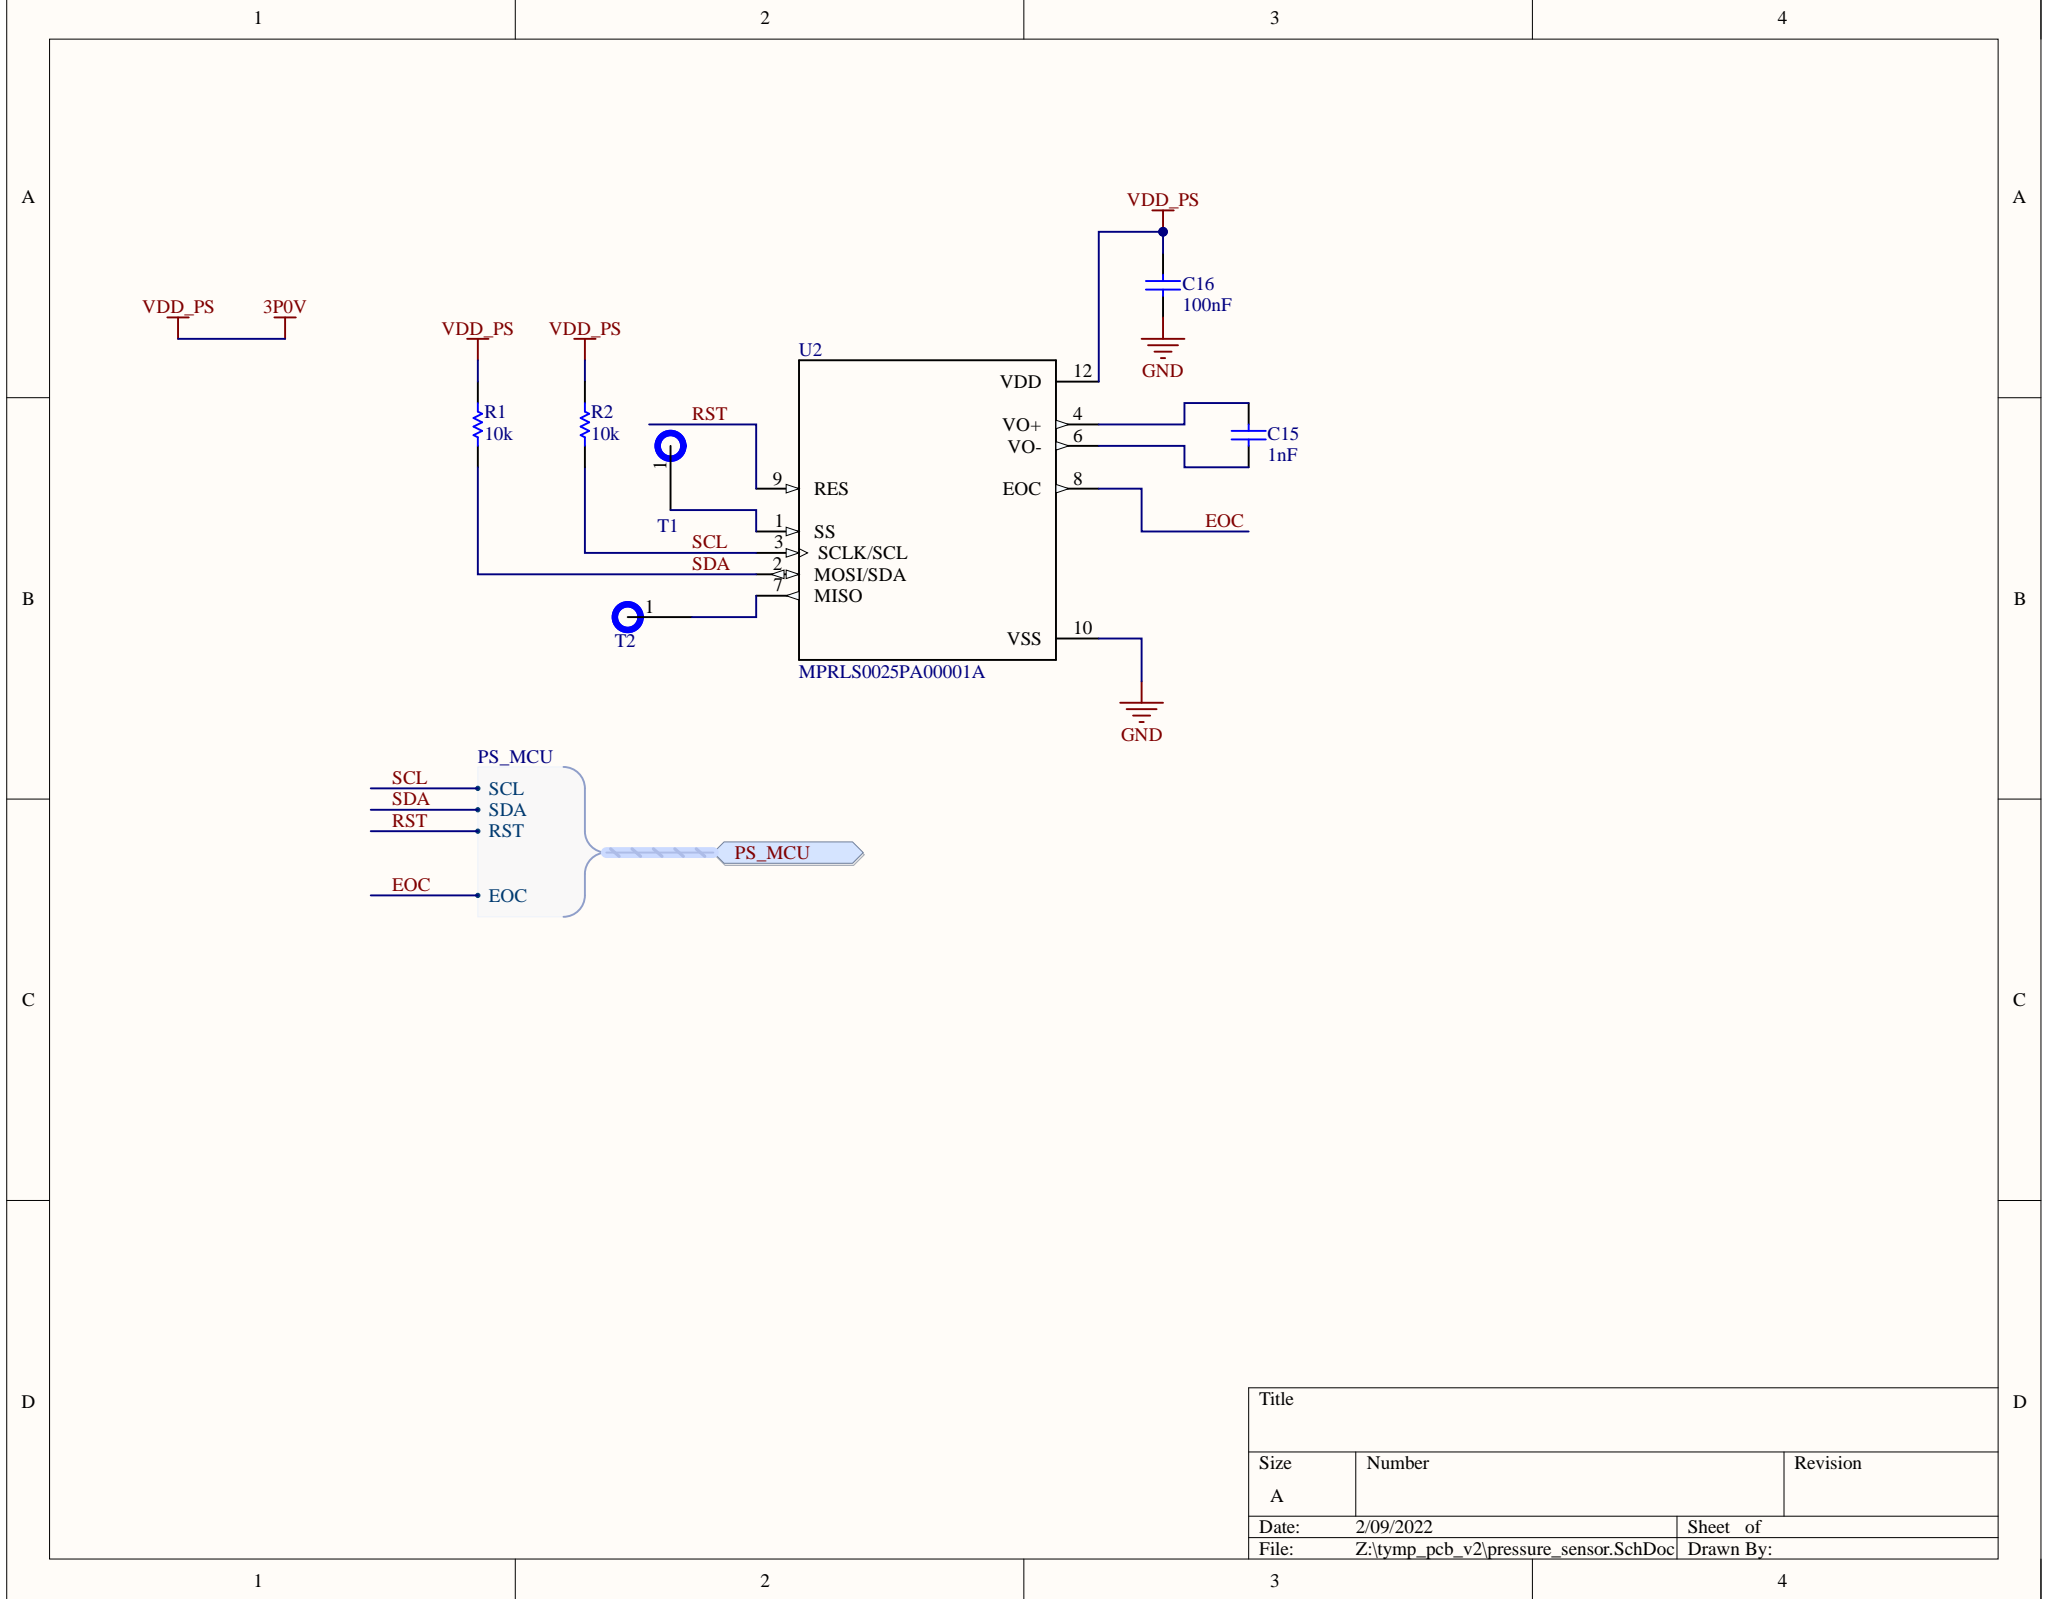 1 2 3 4
A A
VDD_PS
C16
100nF
GND
VDD_PS 3P0V
VDD_PS VDD_PS
R1
10k
R2
10k
U2
RST
1
T1
SCL
SDA
1
T2
9 RES
1 SS
3 SCLK/SCL
2 MOSI/SDA
7 MISO
VDD 12
VO+ 4
VO- 6
EOC 8
VSS 10
C15
1nF
EOC
MPRLS0025PA00001A
GND
B B
PS_MCU
SCL SCL
SDA SDA
RST RST
EOC EOC
PS_MCU
C C
D D
Title
Size Number Revision
A
Date: 2/09/2022 Sheet of
File: Z:\tymp_pcb_v2\pressure_sensor.SchDoc Drawn By:
1 2 3 4